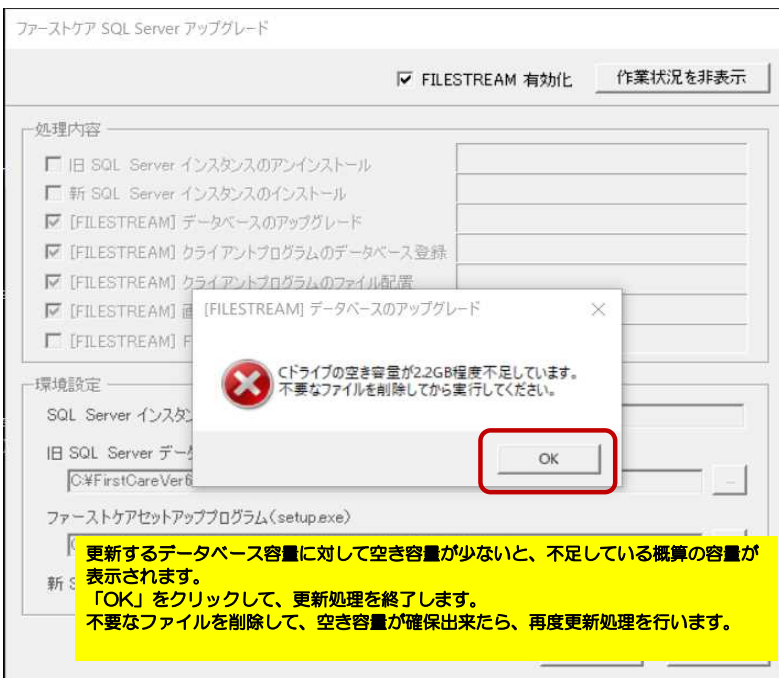 ファーストケア SQL Server アップグレード
FILESTREAM 有効化
作業状況を非表示
処理内容
旧 SQL Server インスタンスのアンインストール
新 SQL Server インスタンスのインストール
[FILESTREAM] データベースのアップグレード
[FILESTREAM] クライアントプログラムのデータベース登録
[FILESTREAM] クライアントプログラムのファイル配置
[FILESTREAM] 画
[FILESTREAM] F
[FILESTREAM] データベースのアップグレード
Cドライブの空き容量が2.2GB程度不足しています。
不要なファイルを削除してから実行してください。
OK
環境設定
SQL Server インスタン
旧 SQL Server デー
C:¥FirstCareVer6
...
ファーストケアセットアッププログラム(setup.exe)
新 S
更新するデータベース容量に対して空き容量が少ないと、不足している概算の容量が
表示されます。
「OK」をクリックして、更新処理を終了します。
不要なファイルを削除して、空き容量が確保出来たら、再度更新処理を行います。